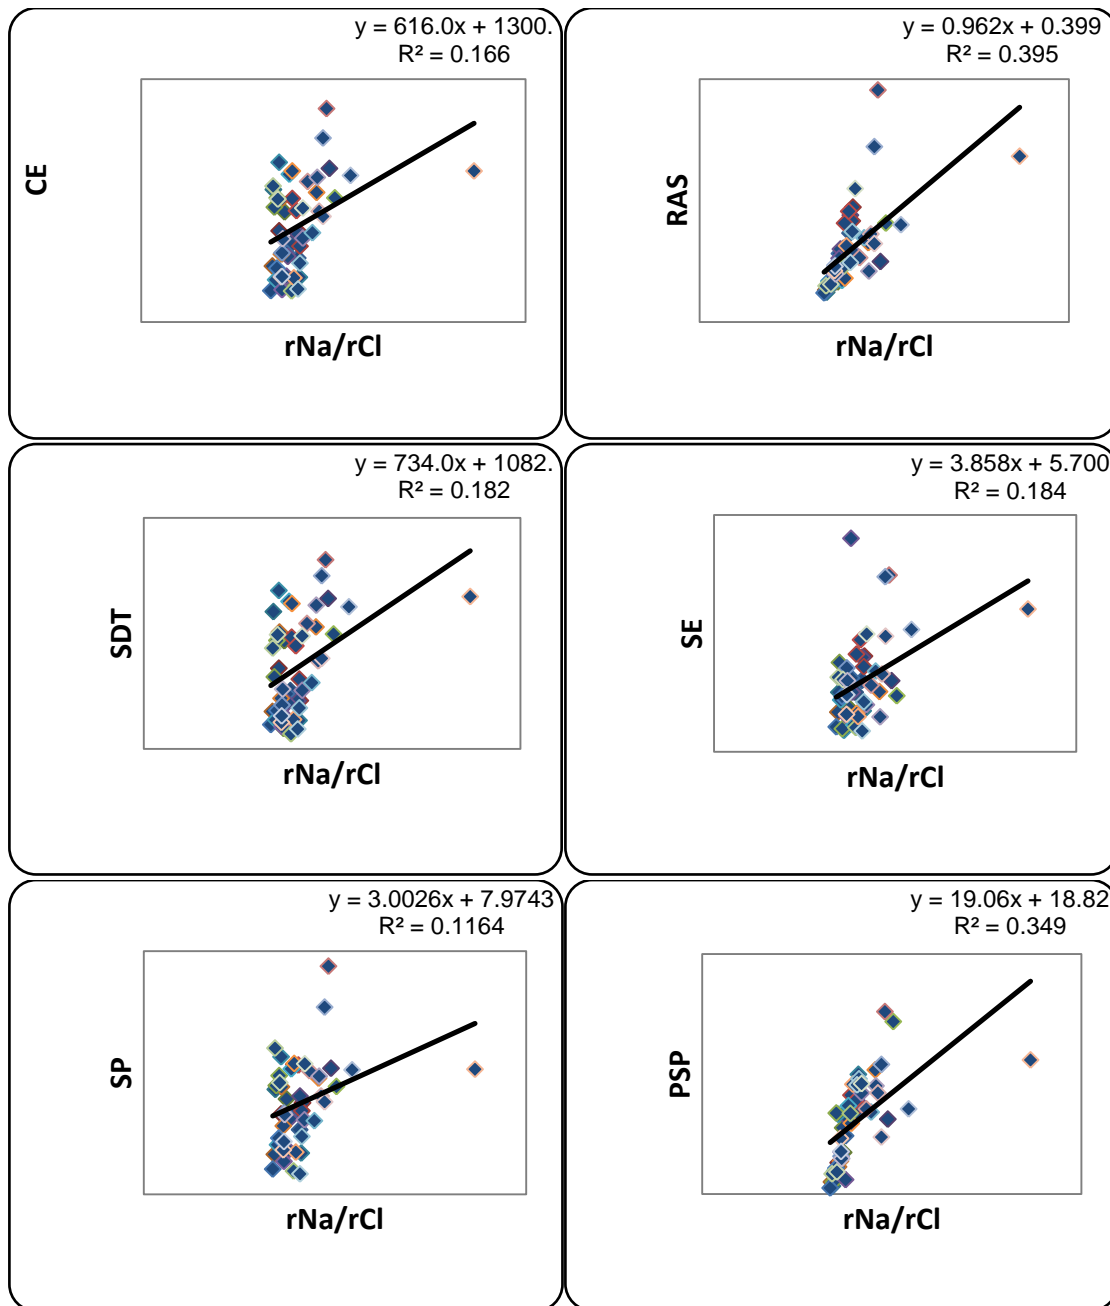 y = 616.0x + 1300.
R² = 0.166
CE
rNa/rCl
y = 0.962x + 0.399
R² = 0.395
RAS
rNa/rCl
y = 734.0x + 1082.
R² = 0.182
SDT
rNa/rCl
y = 3.858x + 5.700
R² = 0.184
SE
rNa/rCl
y = 3.0026x + 7.9743
R² = 0.1164
SP
rNa/rCl
y = 19.06x + 18.82
R² = 0.349
PSP
rNa/rCl